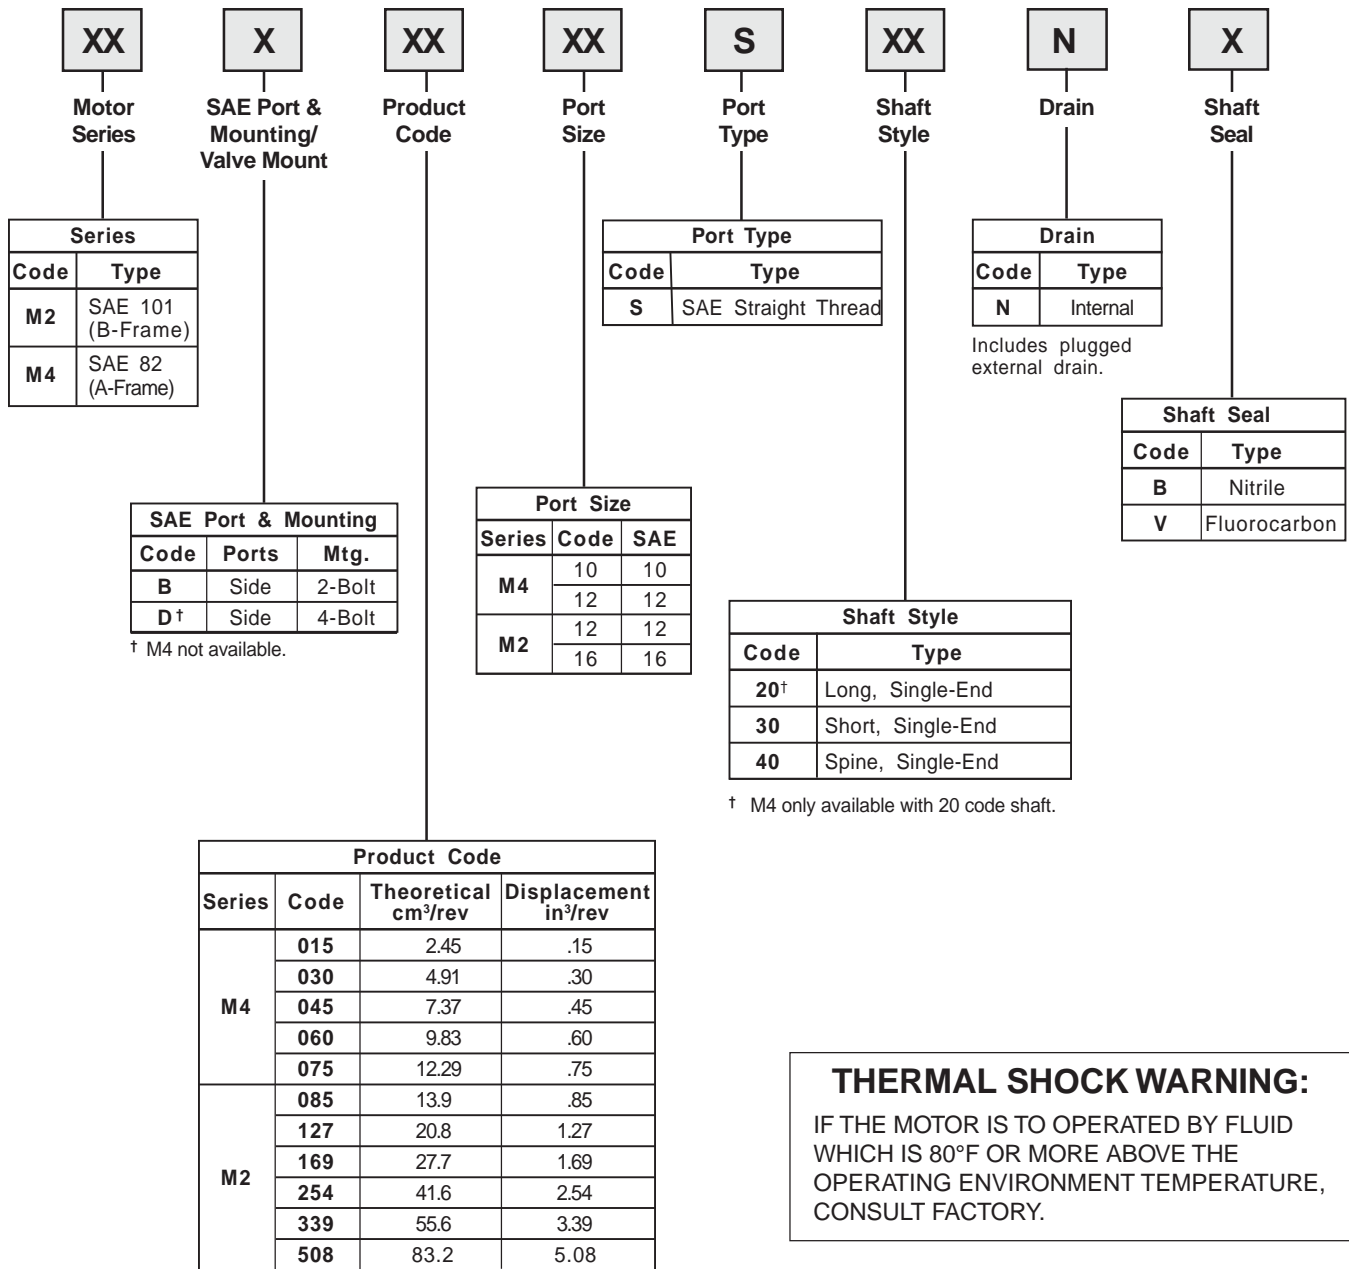 XX X XX XX S XX N X
Motor Series
SAE Port & Mounting/ Valve Mount
Product Code
Port Size
Port Type
Shaft Style
Drain
Shaft Seal
Series
Code Type
M2 SAE 101 (B-Frame)
M4 SAE 82 (A-Frame)
Port Type
Code Type
S SAE Straight Thread
Drain
Code Type
N Internal
Includes plugged
external drain.
Shaft Seal
Code Type
B Nitrile
V Fluorocarbon
SAE Port & Mounting
Code Ports Mtg.
B Side 2-Bolt
D† Side 4-Bolt
† M4 not available.
Port Size
Series Code SAE
M4 10 10
12 12
M2 12 12
16 16
Shaft Style
Code Type
20† Long, Single-End
30 Short, Single-End
40 Spine, Single-End
† M4 only available with 20 code shaft.
Product Code
Series Code Theoretical cm³/rev Displacement in³/rev
M4 015 2.45 .15
030 4.91 .30
045 7.37 .45
060 9.83 .60
075 12.29 .75
M2 085 13.9 .85
127 20.8 1.27
169 27.7 1.69
254 41.6 2.54
339 55.6 3.39
508 83.2 5.08
THERMAL SHOCK WARNING:
IF THE MOTOR IS TO OPERATED BY FLUID
WHICH IS 80°F OR MORE ABOVE THE
OPERATING ENVIRONMENT TEMPERATURE,
CONSULT FACTORY.